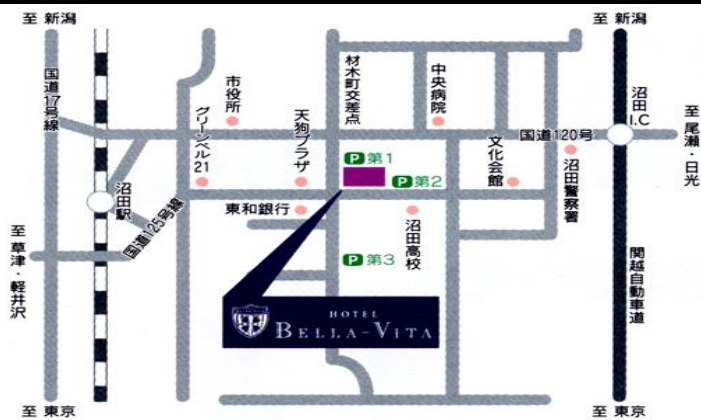 至 新潟
至 新潟
国道17号線
市役所
材木町交差点
中央病院
沼田I.C
至 尾瀬・日光
グリーンベル21
天狗プラザ
国道120号
文化会館
沼田警察署
P 第1
P 第2
沼田駅
国道125号線
東和銀行
沼田高校
至 草津・軽井沢
P 第3
関越自動車道
HOTEL
BELLA-VITA
至 東京
至 東京